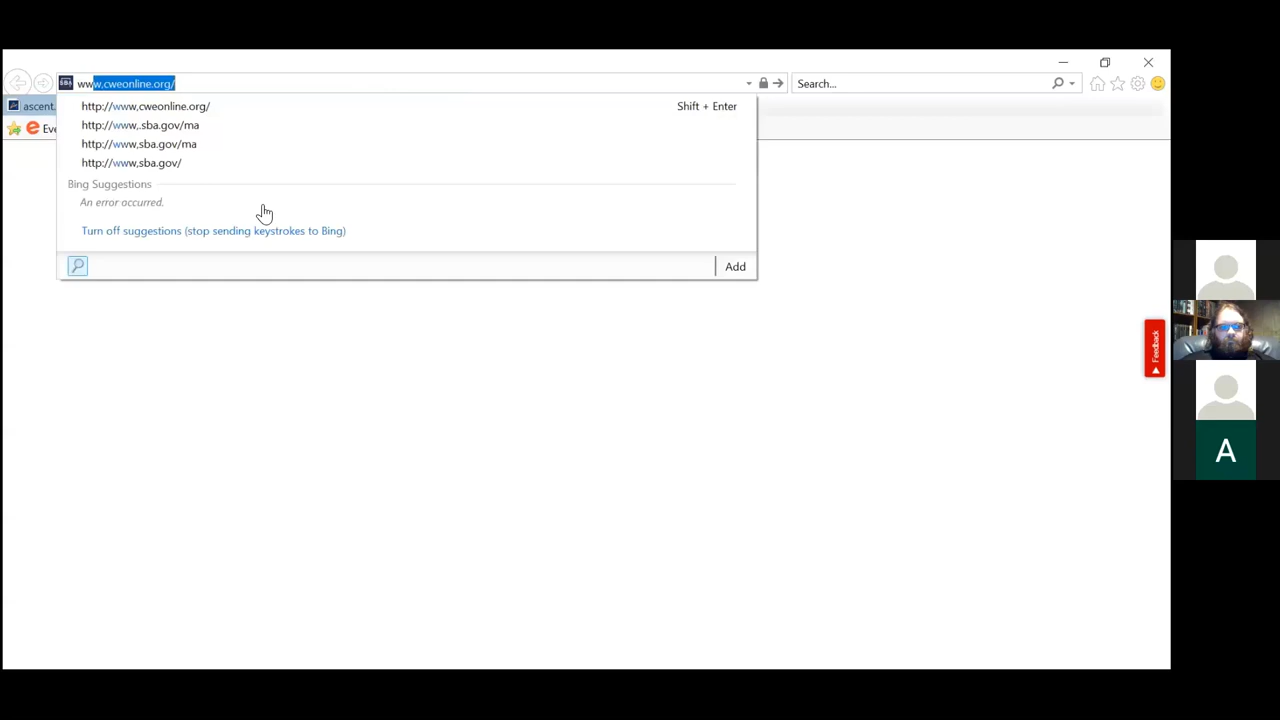 www.cweonline.org/
Search...
ascent.
http://www,cweonline.org/ Shift + Enter
Eve
http://www,.sba.gov/ma
http://www,sba.gov/ma
http://www,sba.gov/
Bing Suggestions
An error occurred.
Turn off suggestions (stop sending keystrokes to Bing)
Add
Feedback
A